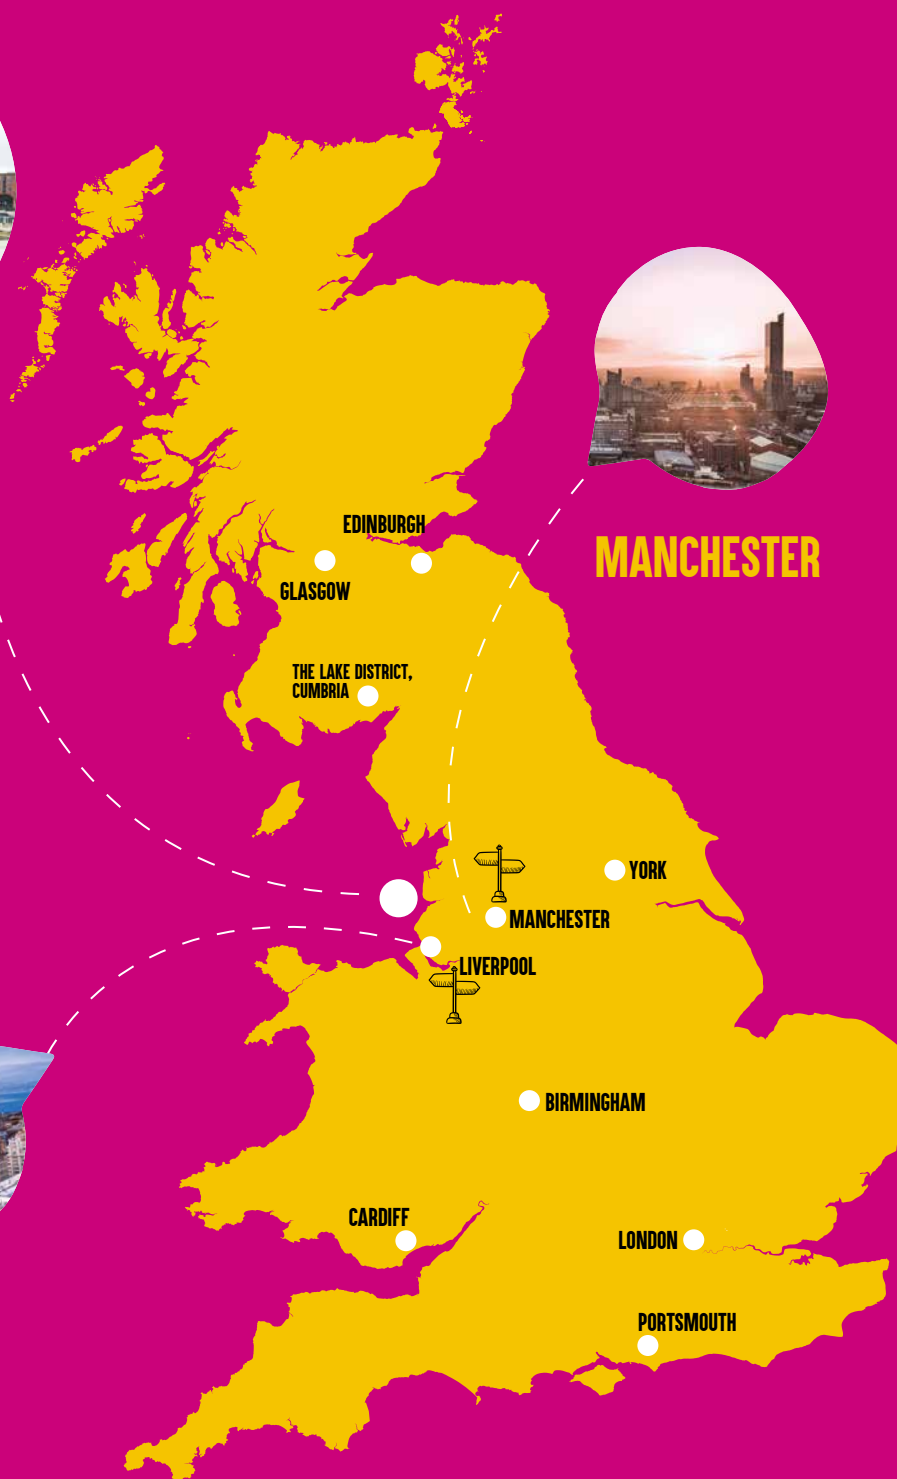 EDINBURGH
MANCHESTER
GLASGOW
THE LAKE DISTRICT,
CUMBRIA
YORK
MANCHESTER
LIVERPOOL
BIRMINGHAM
CARDIFF
LONDON
PORTSMOUTH